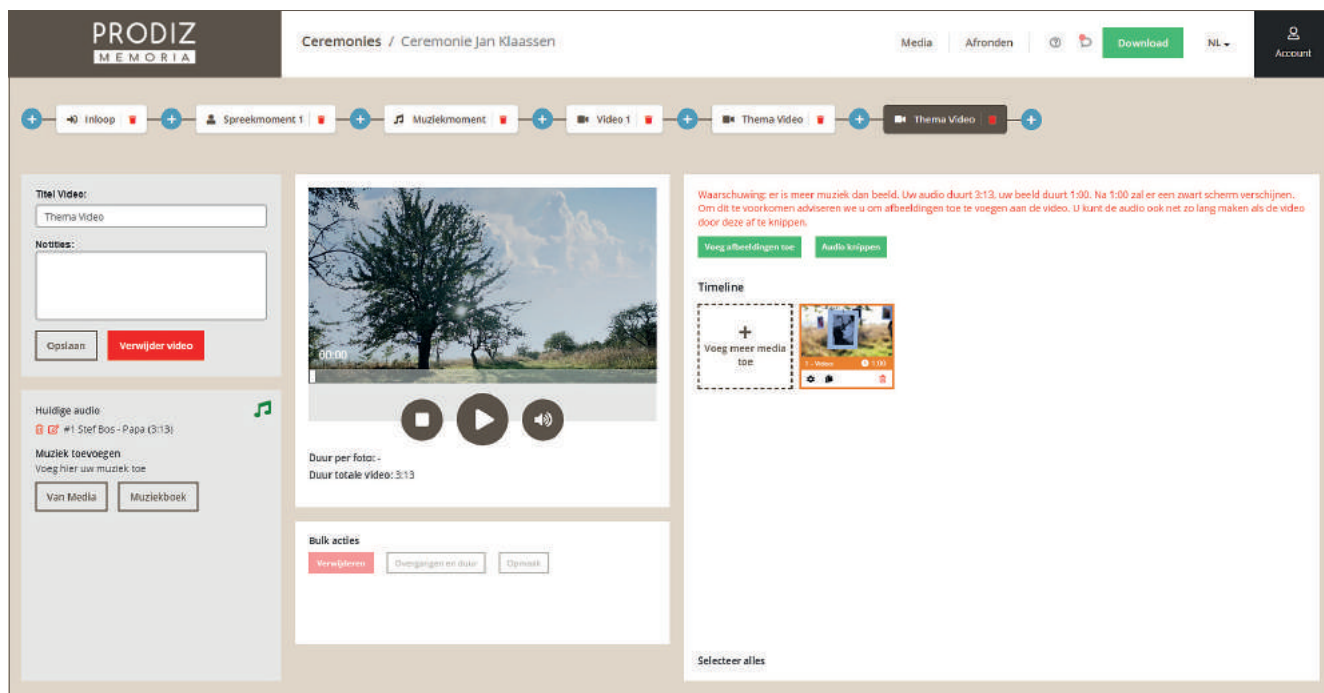 PRODIZ
MEMORIA
Ceremonies / Ceremonie Jan Klaassen
Media
Afronden
Download
NL
Account
Inloop
Spreekmoment 1
Muziekmoment
Video 1
Thema Video
Thema Video
Titel Video:
Thema Video
Notities:
Opslaan
Verwijder video
Huidige audio
#1 Stef Bos - Papa (3:13)
Muziek toevoegen
Voeg hier uw muziek toe
Van Media
Muziekboek
00:00
Duur per foto: -
Duur totale video: 3:13
Bulk acties
Verwijderen
Overgangen en duur
Opmaak
Waarschuwing: er is meer muziek dan beeld. Uw audio duurt 3:13, uw beeld duurt 1:00. Na 1:00 zal er een zwart scherm verschijnen.
Om dit te voorkomen adviseren we u om afbeeldingen toe te voegen aan de video. U kunt de audio ook net zo lang maken als de video
door deze af te knippen.
Voeg afbeeldingen toe
Audio knippen
Timeline
Voeg meer media
toe
1 - Video
1:00
Selecteer alles